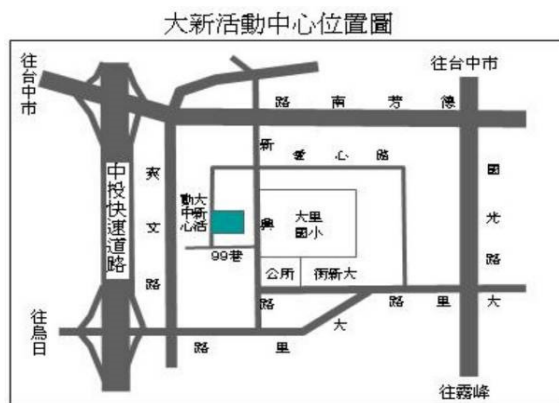 大新活動中心位置圖
往台中市
往台中市
德芳南路
新興路
愛心路
中投快速道路
爽文路
大新活動中心
大里國小
國光路
99巷
公所
大新街
大里路
大里路
往烏日
往霧峰